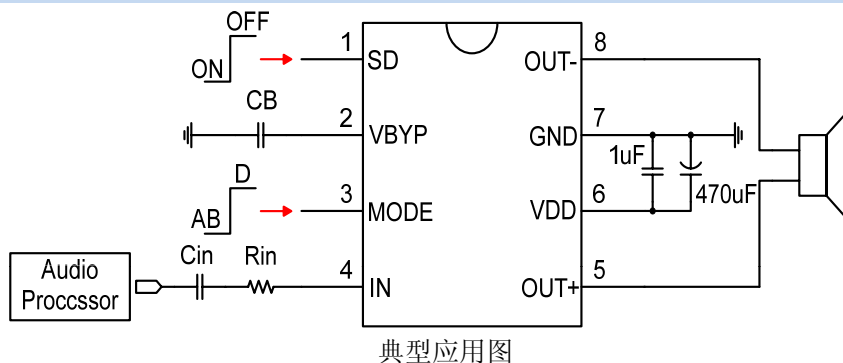 OFF
ON
1
SD
CB
2
VBYP
D
AB
3
MODE
Cin
Rin
4
IN
Audio
Proccssor
OUT-
8
GND
7
1uF
470uF
VDD
6
OUT+
5
典型应用图